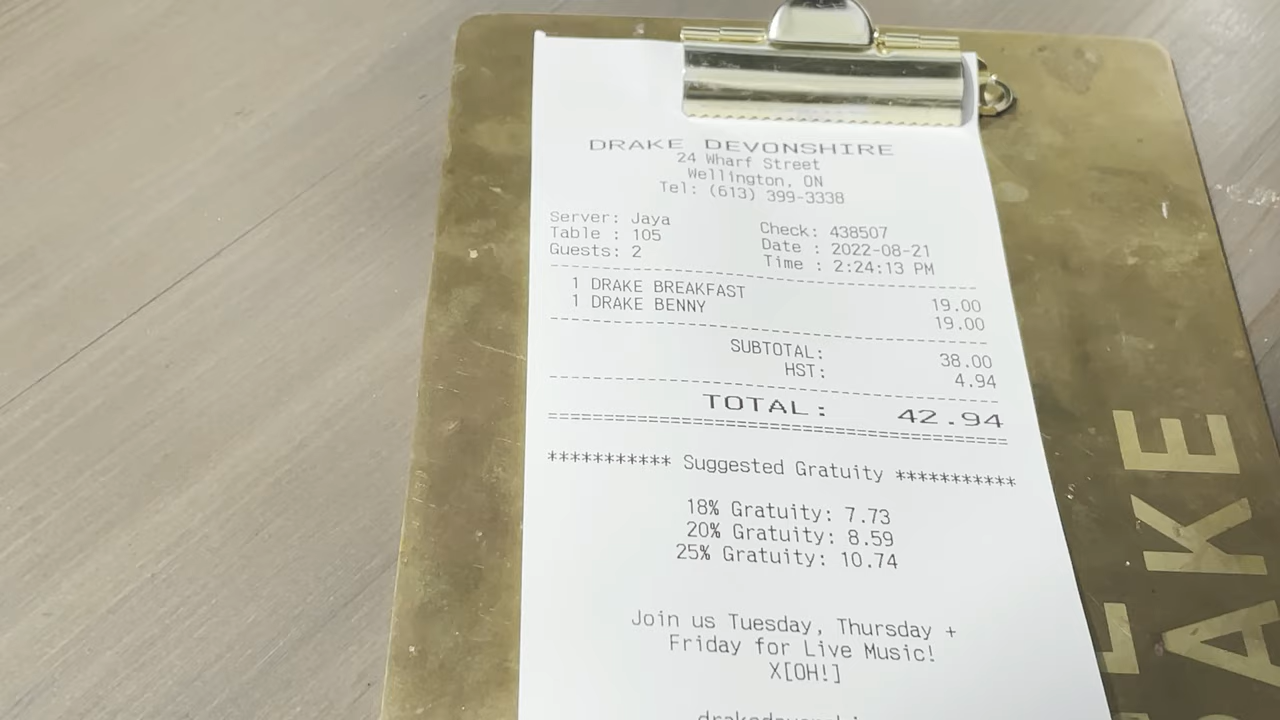 DRAKE DEVONSHIRE
24 Wharf Street
Wellington, ON
Tel: (613) 399-3338
Server: Jaya Check: 438507
Table : 105 Date : 2022-08-21
Guests: 2 Time : 2:24:13 PM
--------------------------------------------
1 DRAKE BREAKFAST 19.00
1 DRAKE BENNY 19.00
--------------------------------------------
SUBTOTAL: 38.00
HST: 4.94
--------------------------------------------
TOTAL: 42.94
============================================
*********** Suggested Gratuity ***********
18% Gratuity: 7.73
20% Gratuity: 8.59
25% Gratuity: 10.74
Join us Tuesday, Thursday +
Friday for Live Music!
X[OH!]